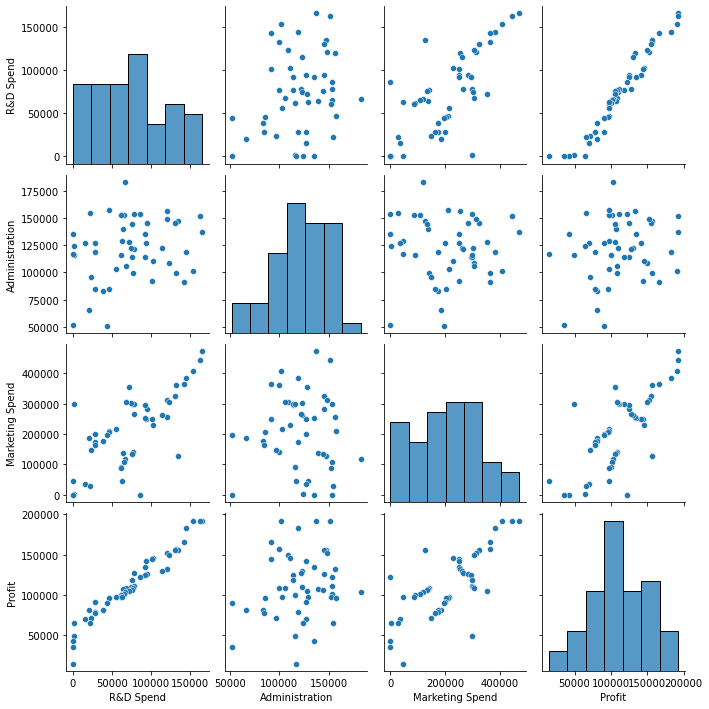 R&D Spend
150000
100000
50000
0
Administration
175000
150000
125000
100000
75000
50000
Marketing Spend
400000
300000
200000
100000
0
Profit
200000
150000
100000
50000
0 50000 100000 150000
50000 100000 150000
0 200000 400000
50000 100000 150000 200000
R&D Spend
Administration
Marketing Spend
Profit